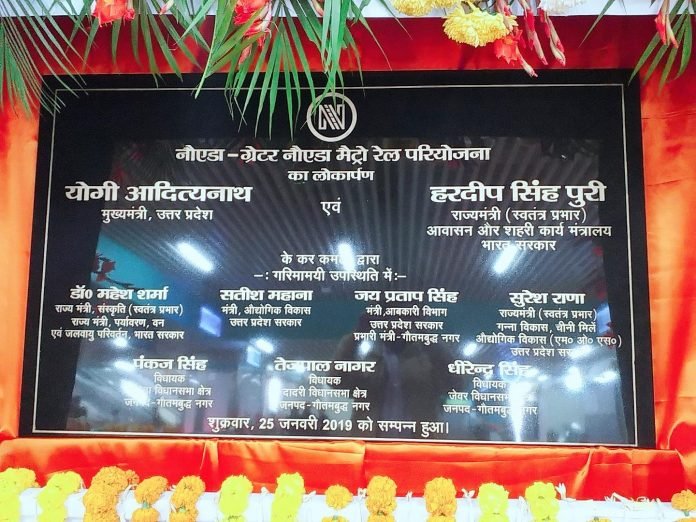 नौएडा - ग्रेटर नौएडा मैट्रो रेल परियोजना
का लोकार्पण
योगी आदित्यनाथ
मुख्यमंत्री, उत्तर प्रदेश
एवं
हरदीप सिंह पुरी
राज्यमंत्री (स्वतंत्र प्रभार)
आवासन और शहरी कार्य मंत्रालय
भारत सरकार
के कर कमलों द्वारा
-: गरिमामयी उपस्थिति में:-
डॉ0 महेश शर्मा
राज्य मंत्री, संस्कृति (स्वतंत्र प्रभार)
राज्य मंत्री, पर्यावरण, वन
एवं जलवायु परिवर्तन, भारत सरकार
सतीश महाना
मंत्री, औद्योगिक विकास
उत्तर प्रदेश सरकार
जय प्रताप सिंह
मंत्री,आबकारी विभाग
उत्तर प्रदेश सरकार
प्रभारी मंत्री-गौतमबुद्ध नगर
सुरेश राणा
राज्यमंत्री (स्वतंत्र प्रभार)
गन्ना विकास, चीनी मिलें
औद्योगिक विकास (एम० ओ० एस०)
उत्तर प्रदेश
पंकज सिंह
विधायक
विधानसभा क्षेत्र
जनपद-गौतमबुद्ध नगर
तेजपाल नागर
विधायक
दादरी विधानसभा क्षेत्र
जनपद-गौतमबुद्ध नगर
धीरेन्द्र सिंह
विधायक
जेवर विधानसभा क्षेत्र
जनपद-गौतमबुद्ध नगर
शुक्रवार, 25 जनवरी 2019 को सम्पन्न हुआ।